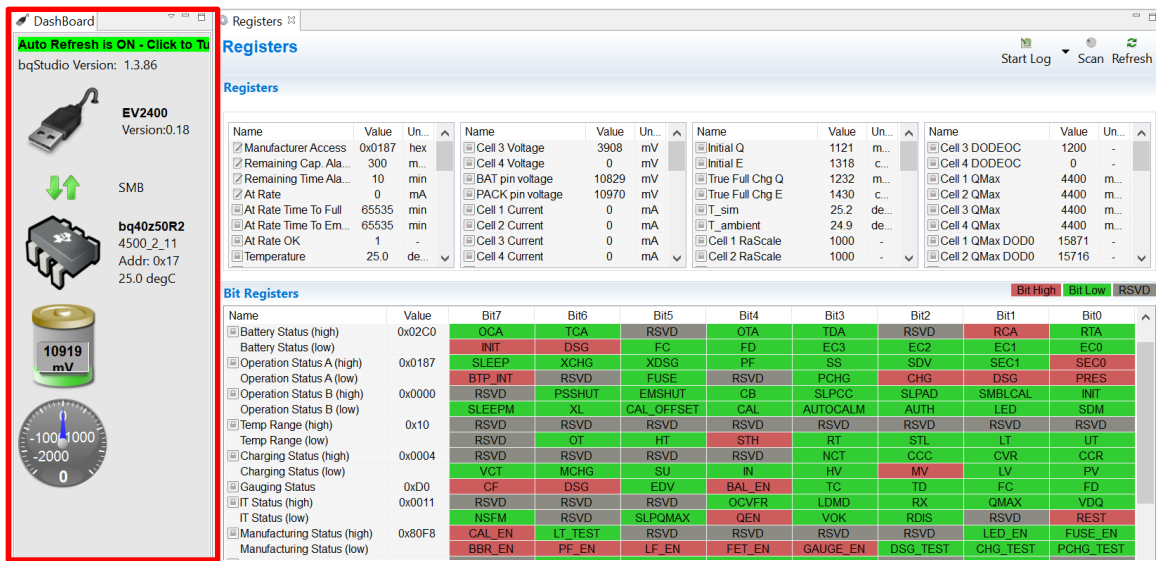 DashBoard
Auto Refresh is ON - Click to Tu
bqStudio Version: 1.3.86
EV2400
Version:0.18
SMB
bq40z50R2
4500_2_11
Addr: 0x17
25.0 degC
10919
mV
0
-100 1000
-2000
0
Registers
Registers
Start Log Scan Refresh
Registers
Name Value Un... Name Value Un... Name Value Un... Name Value Un...
Manufacturer Access 0x0187 hex Cell 3 Voltage 3908 mV Initial Q 1121 m... Cell 3 DODEOC 1200 -
Remaining Cap. Ala... 300 m... Cell 4 Voltage 0 mV Initial E 1318 c... Cell 4 DODEOC 0 -
Remaining Time Ala... 10 min BAT pin voltage 10829 mV True Full Chg Q 1232 m... Cell 1 QMax 4400 m...
At Rate 0 mA PACK pin voltage 10970 mV True Full Chg E 1430 c... Cell 2 QMax 4400 m...
At Rate Time To Full 65535 min Cell 1 Current 0 mA T_sim 25.2 de... Cell 3 QMax 4400 m...
At Rate Time To Em... 65535 min Cell 2 Current 0 mA T_ambient 24.9 de... Cell 4 QMax 4400 m...
At Rate OK 1 - Cell 3 Current 0 mA Cell 1 RaScale 1000 - Cell 1 QMax DOD0 15871 -
Temperature 25.0 de... Cell 4 Current 0 mA Cell 2 RaScale 1000 - Cell 2 QMax DOD0 15716 -
Bit Registers Bit High Bit Low RSVD
Name Value Bit7 Bit6 Bit5 Bit4 Bit3 Bit2 Bit1 Bit0
Battery Status (high) 0x02C0 OCA TCA RSVD OTA TDA RSVD RCA RTA
Battery Status (low) INIT DSG FC FD EC3 EC2 EC1 EC0
Operation Status A (high) 0x0187 SLEEP XCHG XDSG PF SS SDV SEC1 SEC0
Operation Status A (low) BTP_INT RSVD FUSE RSVD PCHG CHG DSG PRES
Operation Status B (high) 0x0000 RSVD PSSHUT EMSHUT CB SLPCC SLPAD SMBLCAL INIT
Operation Status B (low) SLEEPM XL CAL_OFFSET CAL AUTOCALM AUTH LED SDM
Temp Range (high) 0x10 RSVD RSVD RSVD RSVD RSVD RSVD RSVD RSVD
Temp Range (low) RSVD OT HT STH RT STL LT UT
Charging Status (high) 0x0004 RSVD RSVD RSVD RSVD NCT CCC CVR CCR
Charging Status (low) VCT MCHG SU IN HV MV LV PV
Gauging Status 0xD0 CF DSG EDV BAL_EN TC TD FC FD
IT Status (high) 0x0011 RSVD RSVD RSVD OCVFR LDMD RX QMAX VDQ
IT Status (low) NSFM RSVD SLPQMAX QEN VOK RDIS RSVD REST
Manufacturing Status (high) 0x80F8 CAL_EN LT_TEST RSVD RSVD RSVD RSVD LED_EN FUSE_EN
Manufacturing Status (low) BBR_EN PF_EN LF_EN FET_EN GAUGE_EN DSG_TEST CHG_TEST PCHG_TEST